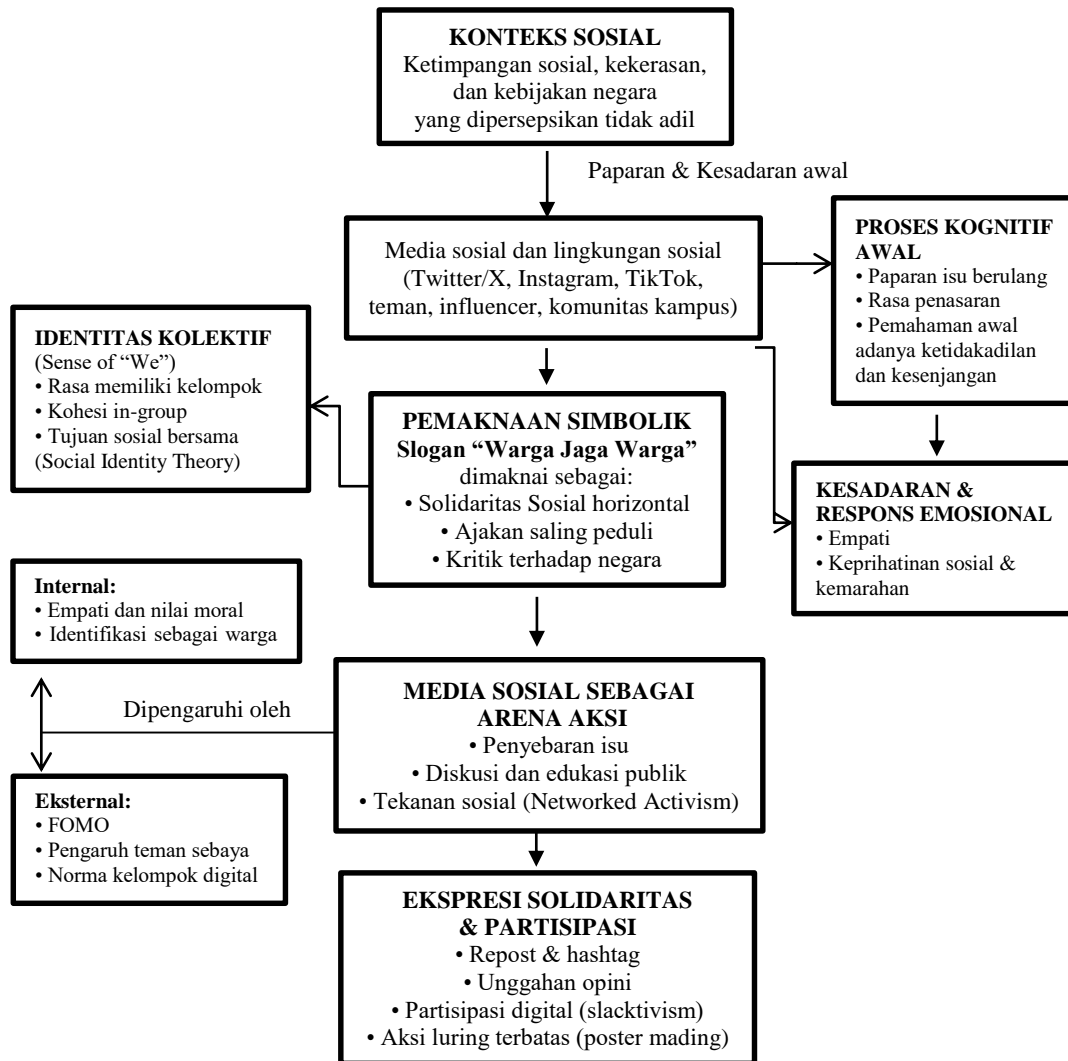 KONTEKS SOSIAL
Ketimpangan sosial, kekerasan,
dan kebijakan negara
yang dipersepsikan tidak adil
Paparan & Kesadaran awal
Media sosial dan lingkungan sosial
(Twitter/X, Instagram, TikTok,
teman, influencer, komunitas kampus)
PROSES KOGNITIF
AWAL
• Paparan isu berulang
• Rasa penasaran
• Pemahaman awal
adanya ketidakadilan
dan kesenjangan
IDENTITAS KOLEKTIF
(Sense of “We”)
• Rasa memiliki kelompok
• Kohesi in-group
• Tujuan sosial bersama
(Social Identity Theory)
PEMAKNAAN SIMBOLIK
Slogan “Warga Jaga Warga”
dimaknai sebagai:
• Solidaritas Sosial horizontal
• Ajakan saling peduli
• Kritik terhadap negara
KESADARAN &
RESPONS EMOSIONAL
• Empati
• Keprihatinan sosial &
kemarahan
Internal:
• Empati dan nilai moral
• Identifikasi sebagai warga
Dipengaruhi oleh
MEDIA SOSIAL SEBAGAI
ARENA AKSI
• Penyebaran isu
• Diskusi dan edukasi publik
• Tekanan sosial (Networked Activism)
Eksternal:
• FOMO
• Pengaruh teman sebaya
• Norma kelompok digital
EKSPRESI SOLIDARITAS
& PARTISIPASI
• Repost & hashtag
• Unggahan opini
• Partisipasi digital (slacktivism)
• Aksi luring terbatas (poster mading)